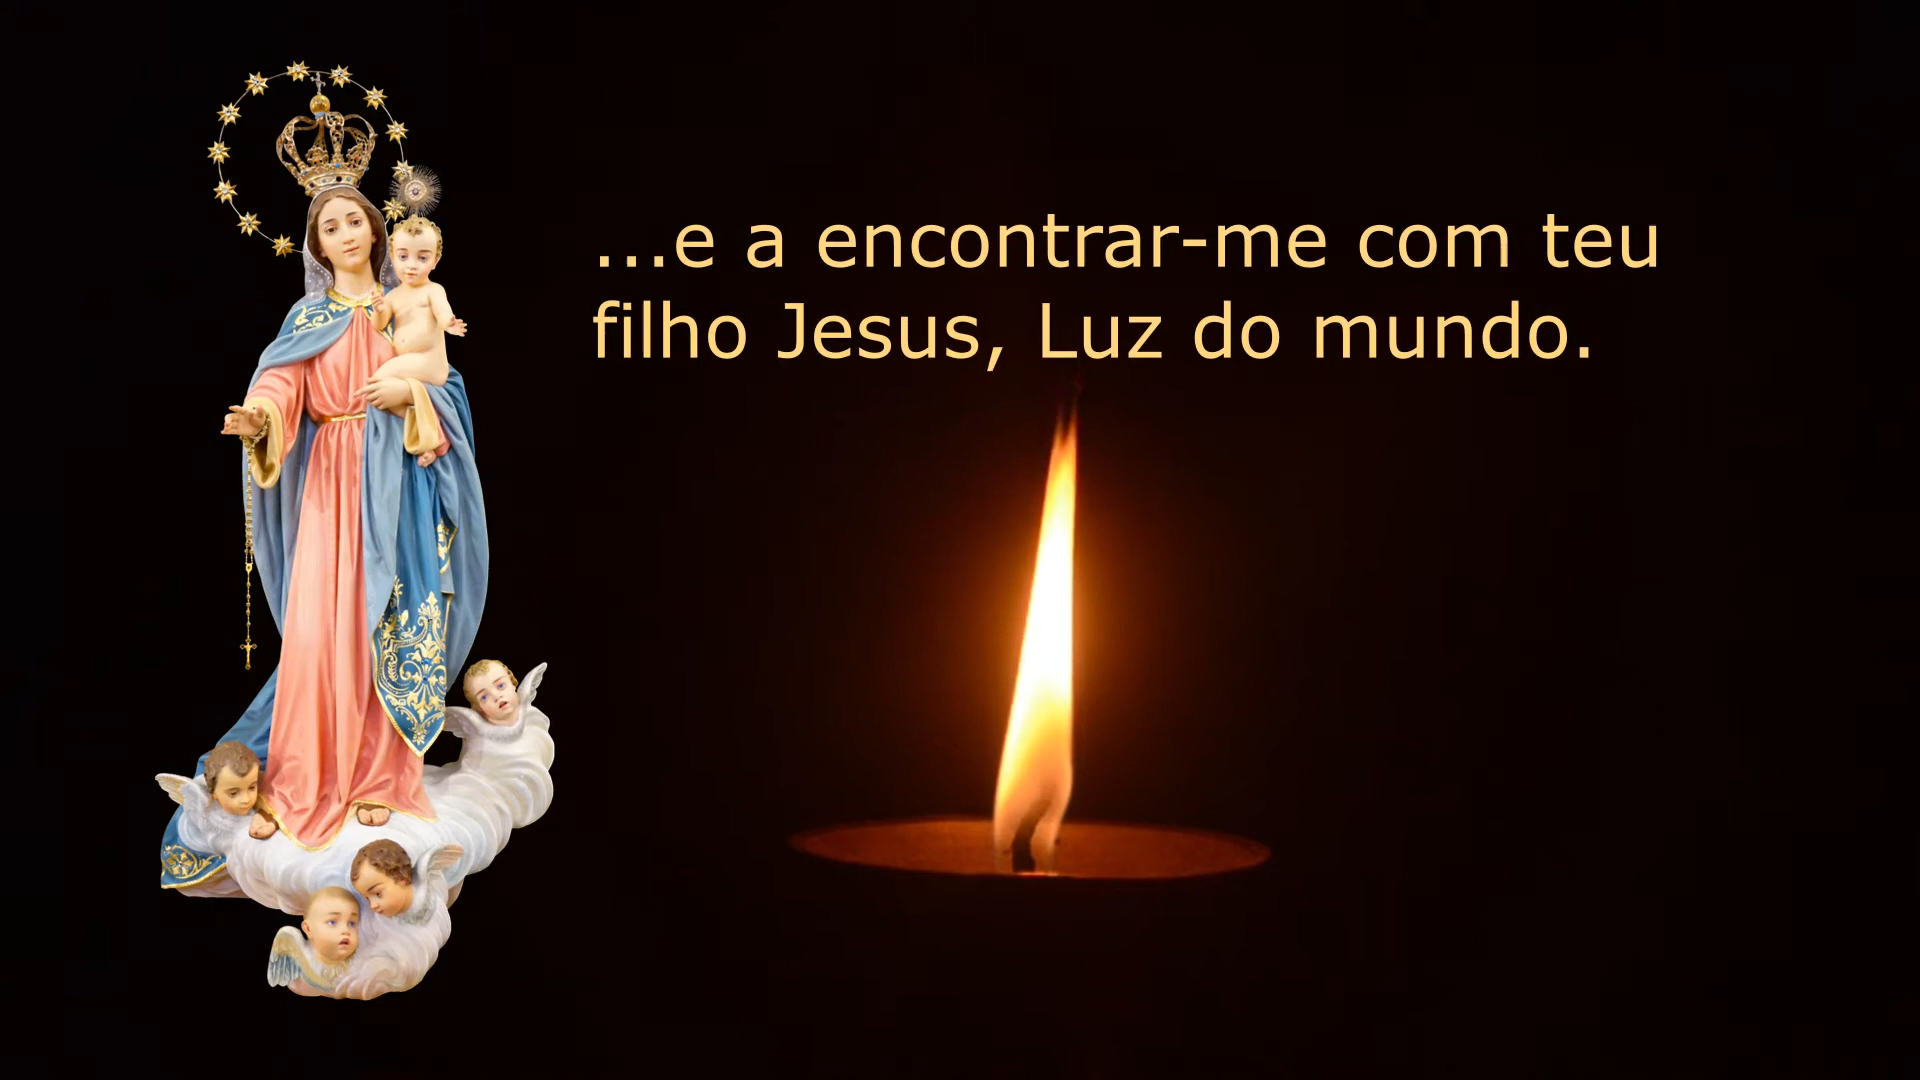 ...e a encontrar-me com teu
filho Jesus, Luz do mundo.